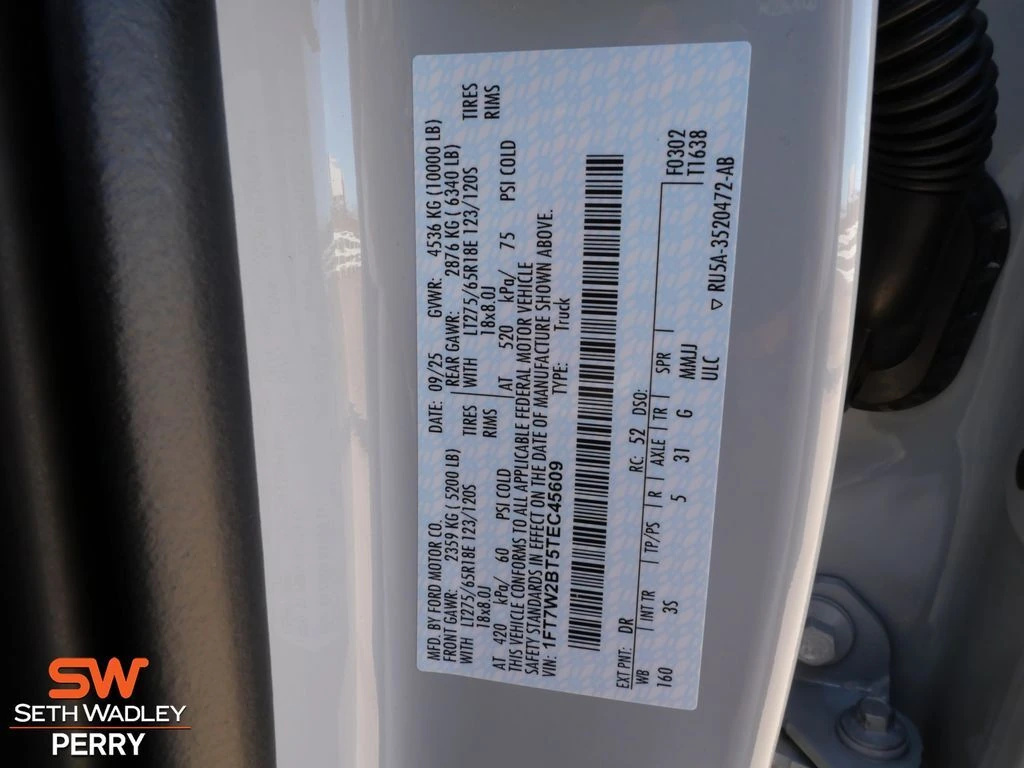 MFD. BY FORD MOTOR CO. DATE: 09/25 GVWR: 4536 KG (10000 LB)
FRONT GAWR: 2359 KG ( 5200 LB) REAR GAWR: 2876 KG ( 6340 LB)
WITH LT275/65R18E 123/120S TIRES WITH LT275/65R18E 123/120S TIRES
18x8.0J RIMS 18x8.0J RIMS
AT 420 kPa/ 60 PSI COLD AT 520 kPa/ 75 PSI COLD
THIS VEHICLE CONFORMS TO ALL APPLICABLE FEDERAL MOTOR VEHICLE
SAFETY STANDARDS IN EFFECT ON THE DATE OF MANUFACTURE SHOWN ABOVE.
VIN: 1FT7W2BT5TEC45609 TYPE: Truck
EXT PNT: DR RC: 52 DSO:
WB INT TR TP/PS R AXLE TR SPR F0302
160 3S 5 31 G MMJJ T1638
ULC
▽ RU5A-3520472-AB
SW
SETH WADLEY
PERRY